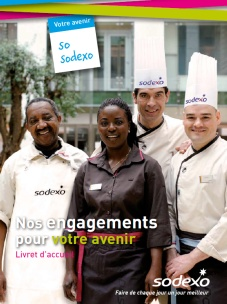 Votre avenir
so
Sodexo
sodexo
sodexo
sodexo
Nos engagements
pour votre avenir
Livret d'accueil
sodexo
Faire de chaque jour un jour meilleur